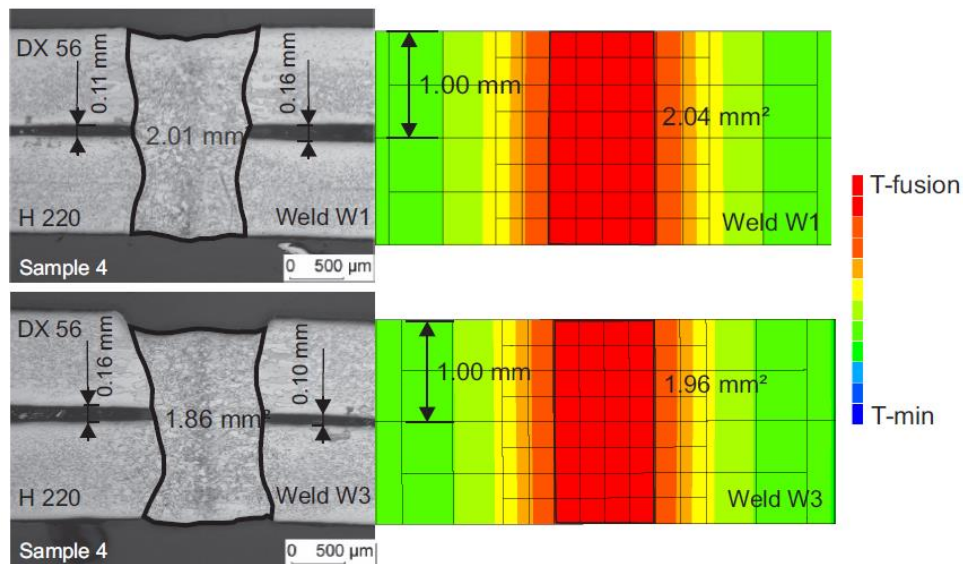 DX 56
0.11 mm
0.16 mm
2.01 mm
H 220
Weld W1
Sample 4
0 500 µm
1.00 mm
2.04 mm²
Weld W1
T-fusion
T-min
DX 56
0.16 mm
0.10 mm
1.86 mm²
H 220
Weld W3
Sample 4
0 500 µm
1.00 mm
1.96 mm²
Weld W3